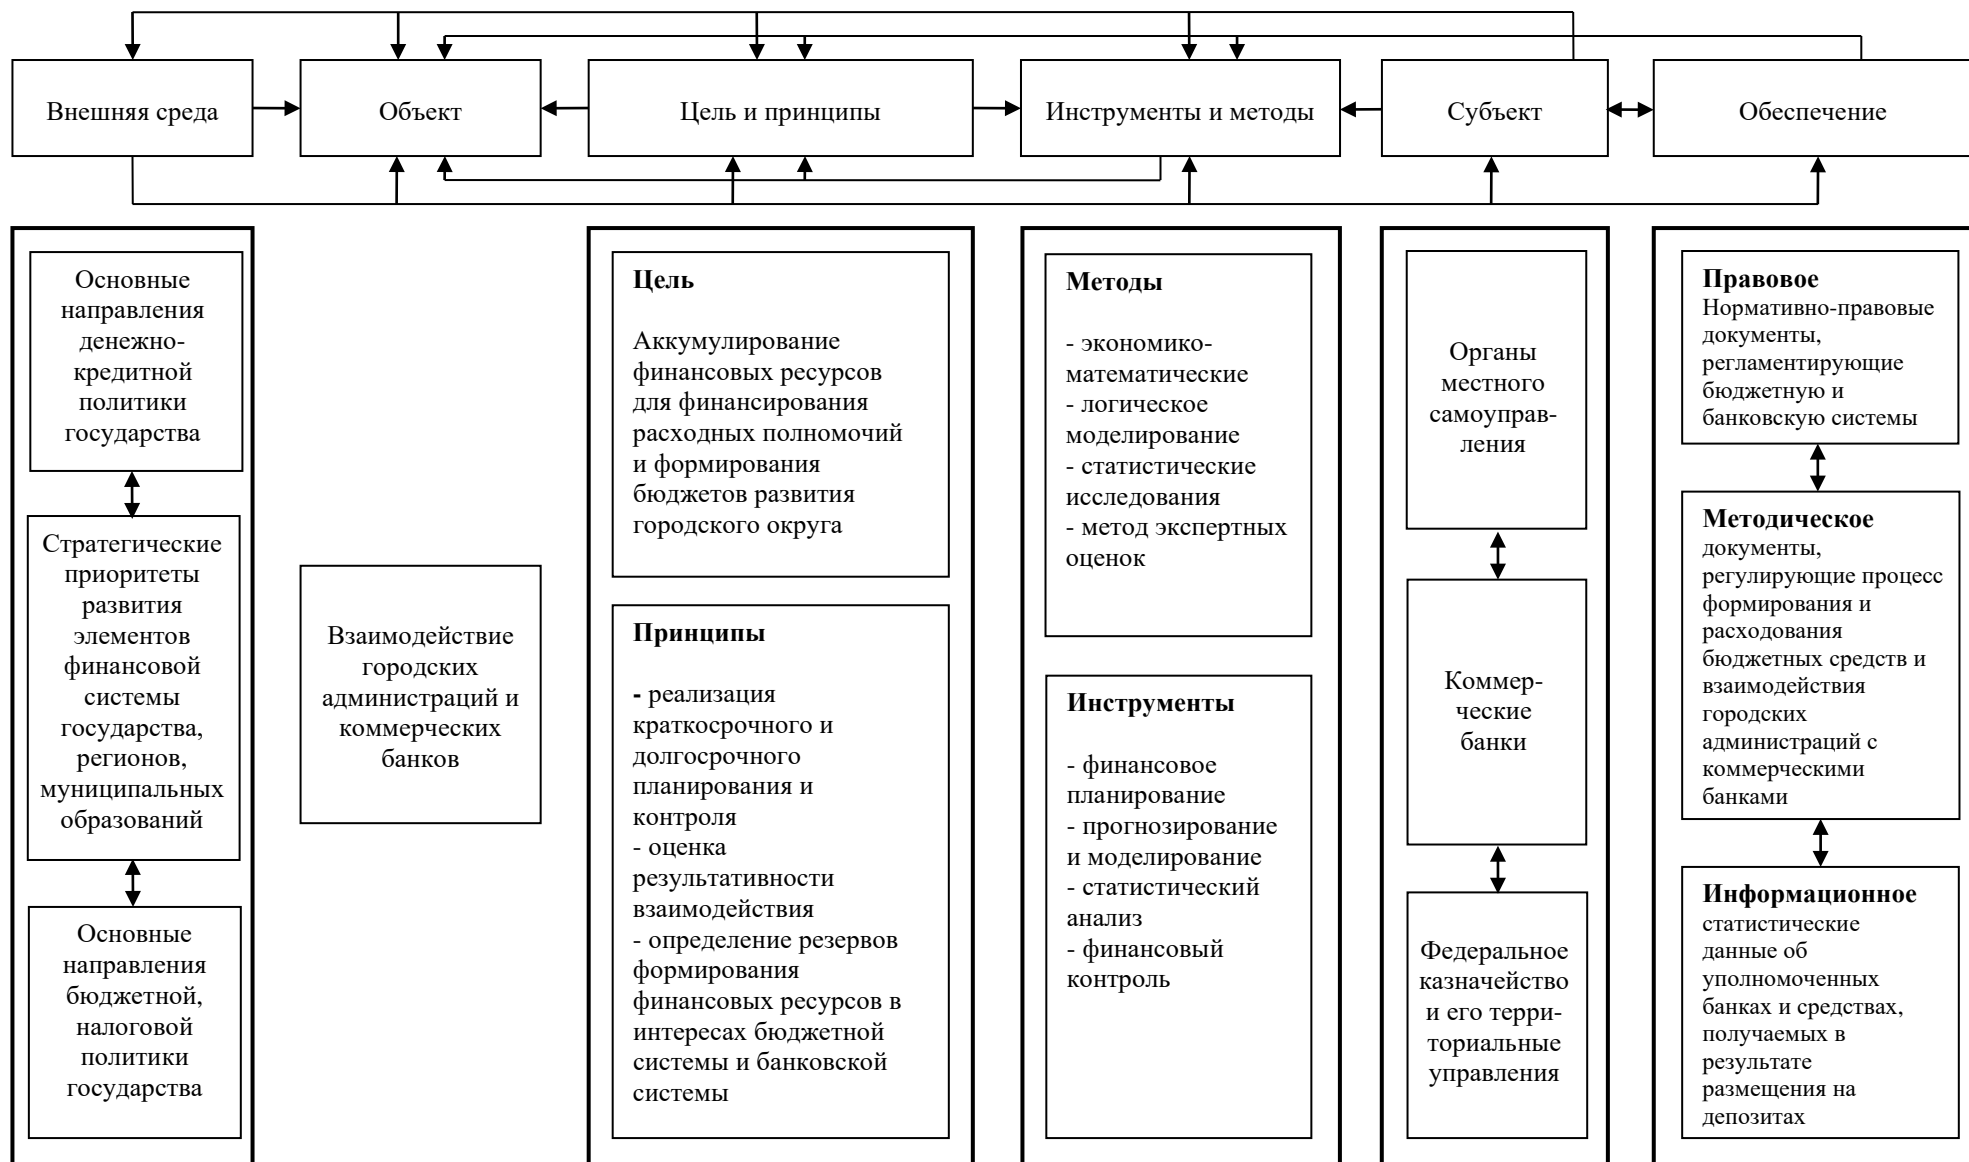 Внешняя среда
Объект
Цель и принципы
Инструменты и методы
Субъект
Обеспечение
Основные
направления
денежно-
кредитной
политики
государства
Стратегические
приоритеты
развития
элементов
финансовой
системы
государства,
регионов,
муниципальных
образований
Основные
направления
бюджетной,
налоговой
политики
государства
Взаимодействие
городских
администраций и
коммерческих
банков
Цель
Аккумулирование
финансовых ресурсов
для финансирования
расходных полномочий
и формирования
бюджетов развития
городского округа
Принципы
- реализация
краткосрочного и
долгосрочного
планирования и
контроля
- оценка
результативности
взаимодействия
- определение резервов
формирования
финансовых ресурсов в
интересах бюджетной
системы и банковской
системы
Методы
- экономико-
математические
- логическое
моделирование
- статистические
исследования
- метод экспертных
оценок
Инструменты
- финансовое
планирование
- прогнозирование
и моделирование
- статистический
анализ
- финансовый
контроль
Органы
местного
самоуправ-
ления
Коммер-
ческие
банки
Федеральное
казначейство
и его терри-
ториальные
управления
Правовое
Нормативно-правовые
документы,
регламентирующие
бюджетную и
банковскую системы
Методическое
документы,
регулирующие процесс
формирования и
расходования
бюджетных средств и
взаимодействия
городских
администраций с
коммерческими
банками
Информационное
статистические
данные об
уполномоченных
банках и средствах,
получаемых в
результате
размещения на
депозитах